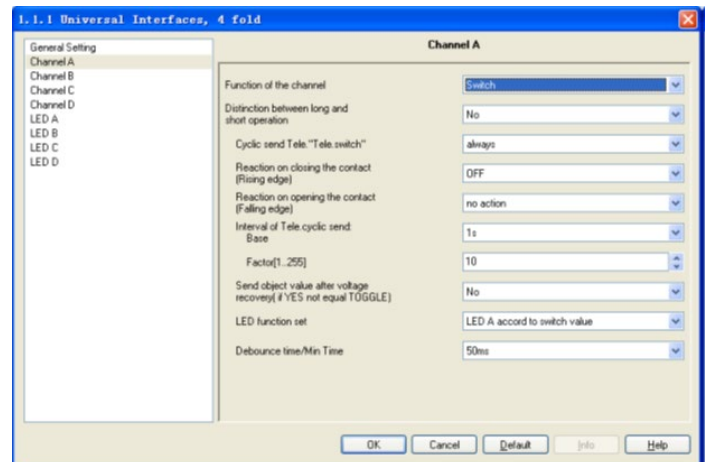 1.1.1 Universal Interfaces, 4 fold
General Setting
Channel A
Channel B
Channel C
Channel D
LED A
LED B
LED C
LED D
Channel A
Function of the channel
Switch
Distinction between long and
short operation
No
Cyclic send Tele."Tele.switch"
always
Reaction on closing the contact
(Rising edge)
OFF
Reaction on opening the contact
(Falling edge)
no action
Interval of Tele.cyclic send:
Base
1s
Factor[1..255]
10
Send object value after voltage
recovery( if YES not equal TOGGLE)
No
LED function set
LED A accord to switch value
Debounce time/Min Time
50ms
OK
Cancel
Default
Info
Help